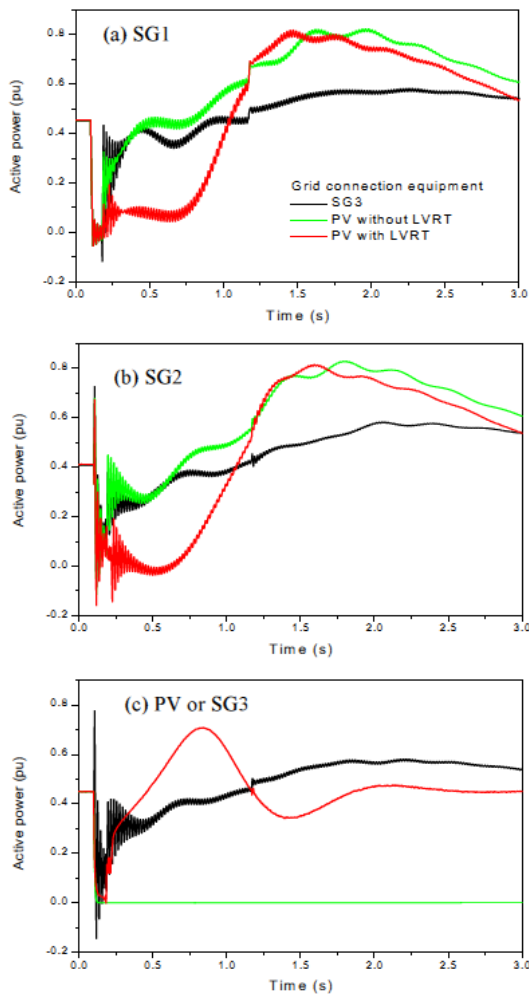 (a) SG1
Active power (pu)
0.8
0.6
0.4
0.2
0.0
-0.2
Grid connection equipment
SG3
PV without LVRT
PV with LVRT
0.0 0.5 1.0 1.5 2.0 2.5 3.0
Time (s)
(b) SG2
Active power (pu)
0.8
0.6
0.4
0.2
0.0
-0.2
0.0 0.5 1.0 1.5 2.0 2.5 3.0
Time (s)
(c) PV or SG3
Active power (pu)
0.8
0.6
0.4
0.2
0.0
-0.2
0.0 0.5 1.0 1.5 2.0 2.5 3.0
Time (s)